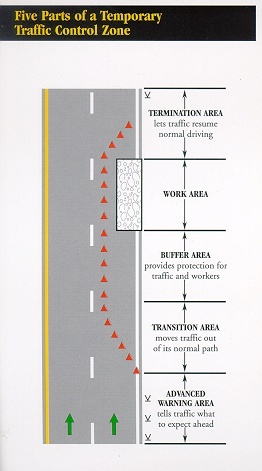 Five Parts of a Temporary
Traffic Control Zone
TERMINATION AREA
lets traffic resume
normal driving
WORK AREA
BUFFER AREA
provides protection for
traffic and workers
TRANSITION AREA
moves traffic out
of its normal path
ADVANCED
WARNING AREA
tells traffic what
to expect ahead